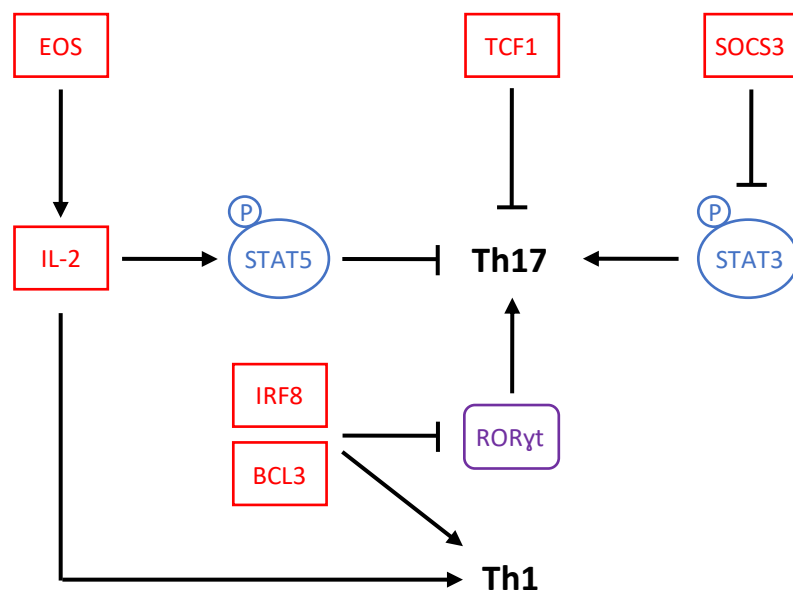 EOS
TCF1
SOCS3
P
P
IL-2
STAT5
Th17
STAT3
IRF8
RORɣt
BCL3
Th1